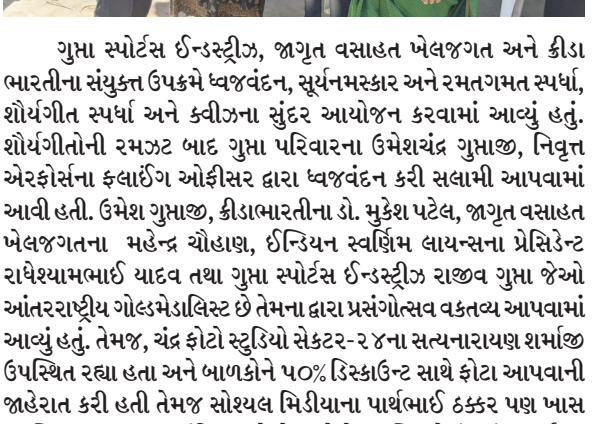 ગુપ્તા સ્પોર્ટસ ઈન્ડસ્ટ્રીઝ, જાગૃત વસાહત ખેલજગત અને ક્રીડા
ભારતીના સંયુક્ત ઉપક્રમે ધ્વજવંદન, સૂર્યનમસ્કાર અને રમતગમત સ્પર્ધા,
શૌર્યગીત સ્પર્ધા અને ક્વીઝના સુંદર આયોજન કરવામાં આવ્યું હતું.
શૌર્યગીતોની રમઝટ બાદ ગુપ્તા પરિવારના ઉમેશચંદ્ર ગુપ્તાજી, નિવૃત્ત
એરફોર્સના ફ્લાઈંગ ઓફીસર દ્વારા ધ્વજવંદન કરી સલામી આપવામાં
આવી હતી. ઉમેશ ગુપ્તાજી, ક્રીડાભારતીના ડો. મુકેશ પટેલ, જાગૃત વસાહત
ખેલજગતના મહેન્દ્ર ચૌહાણ, ઈન્ડિયન સ્વર્ણિમ લાયન્સના પ્રેસિડેન્ટ
રાધેશ્યામભાઈ યાદવ તથા ગુપ્તા સ્પોર્ટસ ઈન્ડસ્ટ્રીઝ રાજીવ ગુપ્તા જેઓ
આંતરરાષ્ટ્રીય ગોલ્ડમેડાલિસ્ટ છે તેમના દ્વારા પ્રસંગોત્સવ વકતવ્ય આપવામાં
આવ્યું હતું. તેમજ, ચંદ્ર ફોટો સ્ટુડિયો સેકટર-૨૪ના સત્યનારાયણ શર્માજી
ઉપસ્થિત રહ્યા હતા અને બાળકોને ૫૦% ડિસ્કાઉન્ટ સાથે ફોટા આપવાની
જાહેરાત કરી હતી તેમજ સોશ્યલ મિડીયાના પાર્થભાઈ ઠક્કર પણ ખાસ